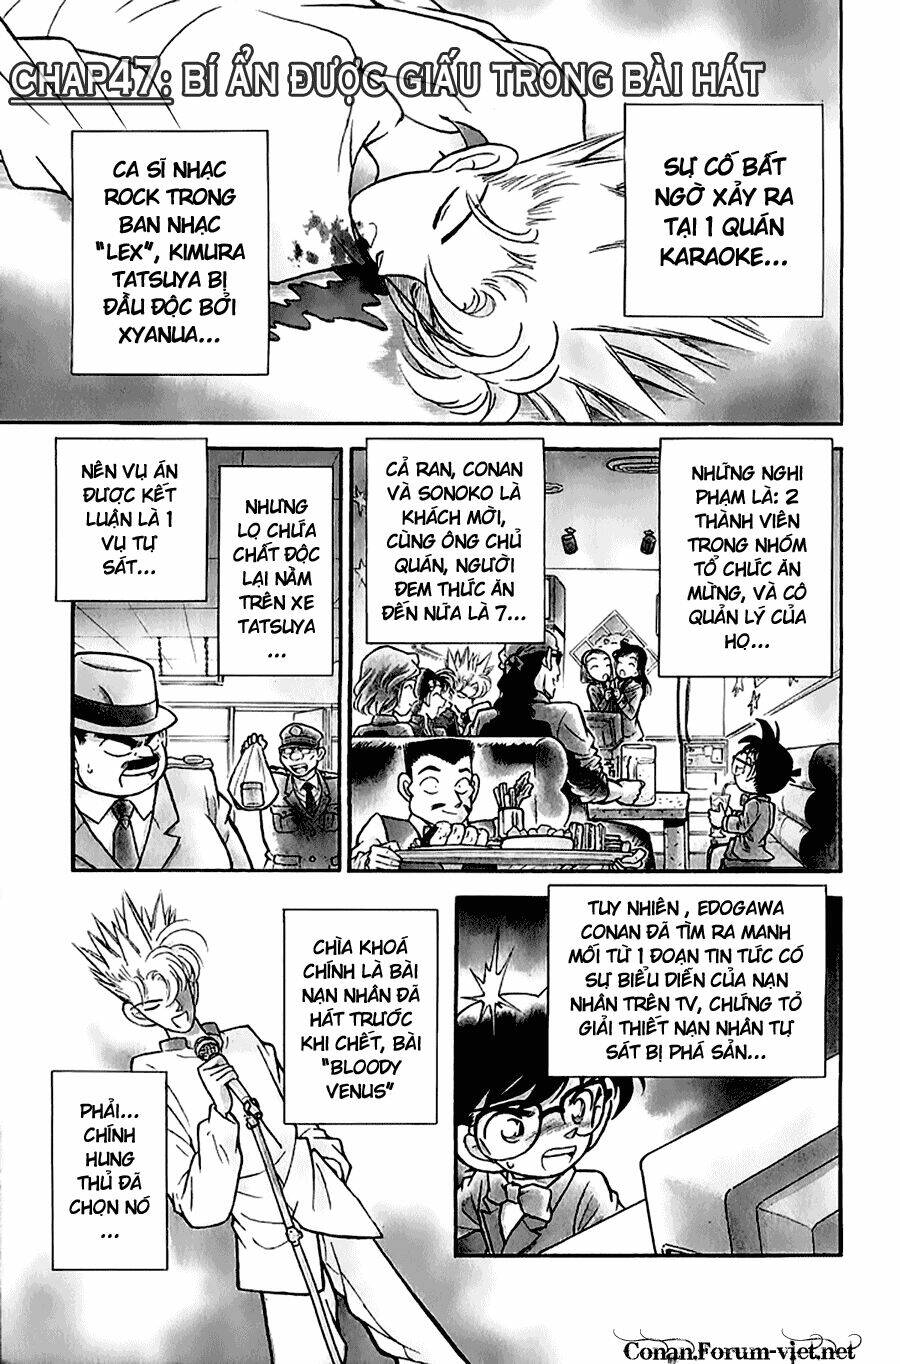 CHAP47: BÍ ẨN ĐƯỢC GIẤU TRONG BÀI HÁT
SỰ CỐ BẤT
NGỜ XẢY RA
TẠI 1 QUÁN
KARAOKE...
CA SĨ NHẠC
ROCK TRONG
BAN NHẠC
"LEX", KIMURA
TATSUYA BỊ
ĐẦU ĐỘC BỞI
XYANUA...
NHỮNG NGHI
PHẠM LÀ: 2
THÀNH VIÊN
TRONG NHÓM
TỔ CHỨC ĂN
MỪNG, VÀ CÔ
QUẢN LÝ CỦA
HỌ...
CẢ RAN, CONAN
VÀ SONOKO LÀ
KHÁCH MỜI,
CÙNG ÔNG CHỦ
QUÁN, NGƯỜI
ĐEM THỨC ĂN
ĐẾN NỮA LÀ 7...
NHƯNG
LỌ CHỨA
CHẤT ĐỘC
LẠI NẰM
TRÊN XE
TATSUYA
...
NÊN VỤ ÁN
ĐƯỢC KẾT
LUẬN LÀ 1
VỤ TỰ
SÁT...
TUY NHIÊN , EDOGAWA
CONAN ĐÃ TÌM RA MANH
MỐI TỪ 1 ĐOẠN TIN TỨC CÓ
SỰ BIỂU DIỄN CỦA NẠN
NHÂN TRÊN TV, CHỨNG TỎ
GIẢ THIẾT NẠN NHÂN TỰ
SÁT BỊ PHÁ SẢN...
CHÌA KHOÁ
CHÍNH LÀ BÀI
NẠN NHÂN ĐÃ
HÁT TRƯỚC
KHI CHẾT, BÀI
"BLOODY
VENUS"
PHẢI...
CHÍNH
HUNG
THỦ ĐÃ
CHỌN NÓ
...
Conan.Forum-viet.net